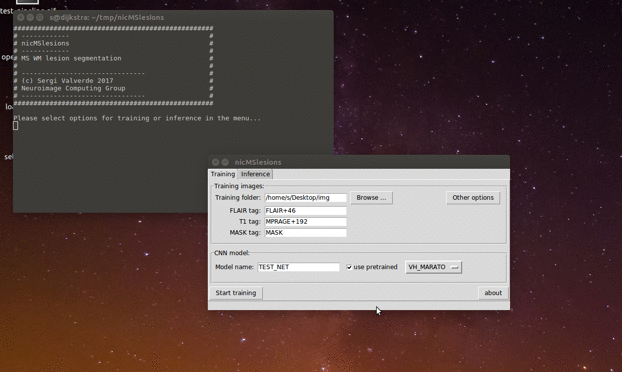 test
ope
loa
sel
s@dijkstra: ~/tmp/nicMSlesions
##################################################
# ------------ #
# nicMSlesions #
# ------------ #
# MS WM lesion segmentation #
# #
# ------------------------------- #
# (c) Sergi Valverde 2017 #
# Neuroimage Computing Group #
# ------------------------------- #
##################################################
Please select options for training or inference in the menu...
nicMSlesions
Training Inference
Training images:
Training folder: /home/s/Desktop/img Browse ... Other options
FLAIR tag: FLAIR+46
T1 tag: MPRAGE+192
MASK tag: MASK
CNN model:
Model name: TEST_NET use pretrained VH_MARATO
Start training about